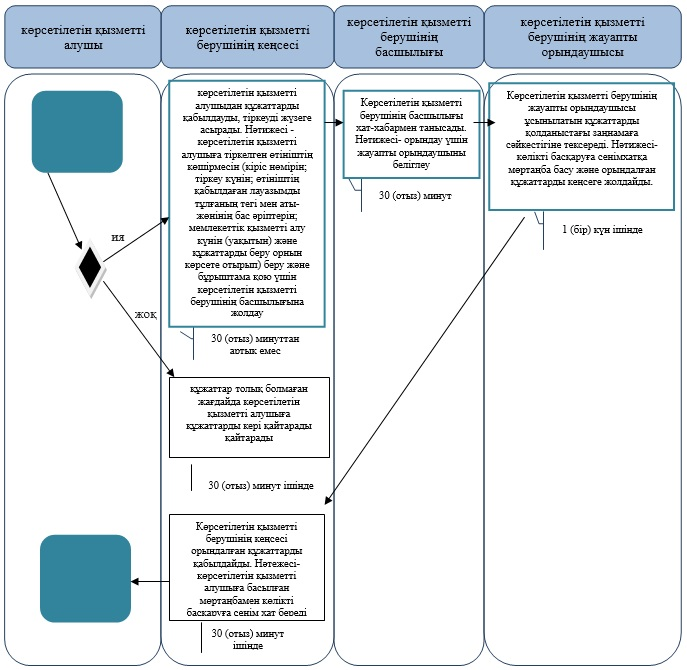 көрсетілетін қызметті
алушы
көрсетілетін қызметті
берушінің кеңсесі
көрсетілетін қызметті
берушінің
басшылығы
көрсетілетін қызметті
берушінің жауапты
орындаушысы
көрсетілетін қызметті
алушыдан құжаттарды
қабылдауды, тіркеуді жүзеге
асырады. Нәтижесі -
көрсетілетін қызметті
алушыға тіркелген өтініштің
көшірмесін (кіріс нөмірін;
тіркеу күнін; өтініштің
қабылдаған лауазымды
тұлғаның тегі мен аты-
жөнінің бас әріптерін;
мемлекеттік қызметті алу
күнін (уақытын) және
құжаттарды беру орнын
көрсете отырып) беру және
бұрыштама қою үшін
көрсетілетін қызметті
берушінің басшылығына
жолдау
30 (отыз) минуттан
артық емес
Көрсетілетін қызметті
берушінің басшылығы
хат-хабармен танысады.
Нәтижесі- орындау үшін
жауапты орындаушыны
белігілеу
30 (отыз) минут
Көрсетілетін қызметті берушінің
жауапты орындаушысы
ұсынылатын құжаттарды
қолданыстағы заңнамаға
сәйкестігіне тексереді. Нәтижесі-
көлікті басқаруға сенімхатқа
мөртаңба басу және орындалған
құжаттарды кеңсеге жолдайды.
1 (бір) күн ішінде
ИЯ
ЖОҚ
құжаттар толық болмаған
жағдайда көрсетілетін
қызметті алушыға
құжаттарды кері қайтарады
қайтарады
30 (отыз) минут ішінде
Көрсетілетін қызметті
берушінің кеңсесі
орындалған құжаттарды
қабылдайды. Нәтежесі-
көрсетілетін қызметті
алушыға басылған
мөртаңбамен көлікті
басқаруға сенім хат береді
30 (отыз) минут
ішінде